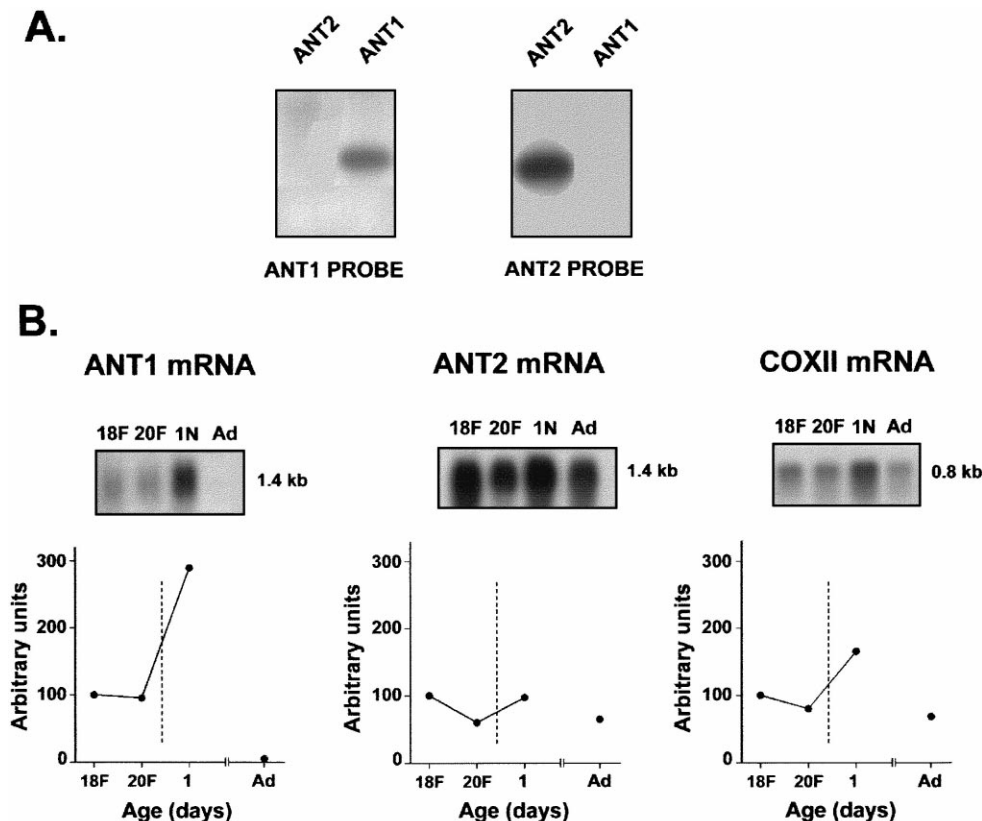 A.
ANT2 ANT1
ANT2 ANT1
ANT1 PROBE
ANT2 PROBE
B.
ANT1 mRNA
18F 20F 1N Ad
1.4 kb
Arbitrary units
300
200
100
0
18F 20F 1 Ad
Age (days)
ANT2 mRNA
18F 20F 1N Ad
1.4 kb
Arbitrary units
300
200
100
0
18F 20F 1 Ad
Age (days)
COXII mRNA
18F 20F 1N Ad
0.8 kb
Arbitrary units
300
200
100
0
18F 20F 1 Ad
Age (days)